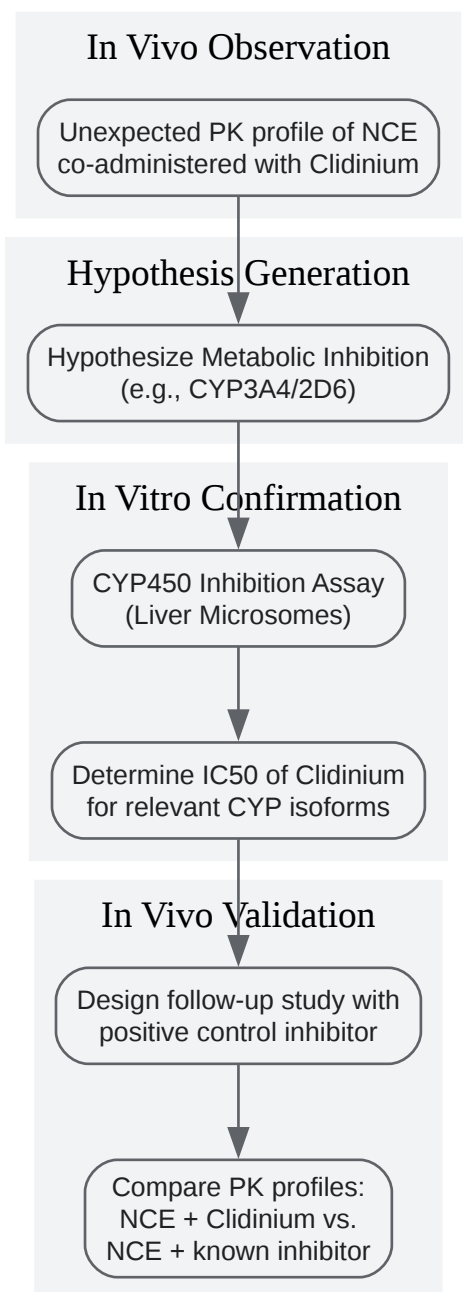 In Vivo Observation
Unexpected PK profile of NCE
co-administered with Clidinium
Hypothesis Generation
Hypothesize Metabolic Inhibition
(e.g., CYP3A4/2D6)
In Vitro Confirmation
CYP450 Inhibition Assay
(Liver Microsomes)
Determine IC50 of Clidinium
for relevant CYP isoforms
In Vivo Validation
Design follow-up study with
positive control inhibitor
Compare PK profiles:
NCE + Clidinium vs.
NCE + known inhibitor